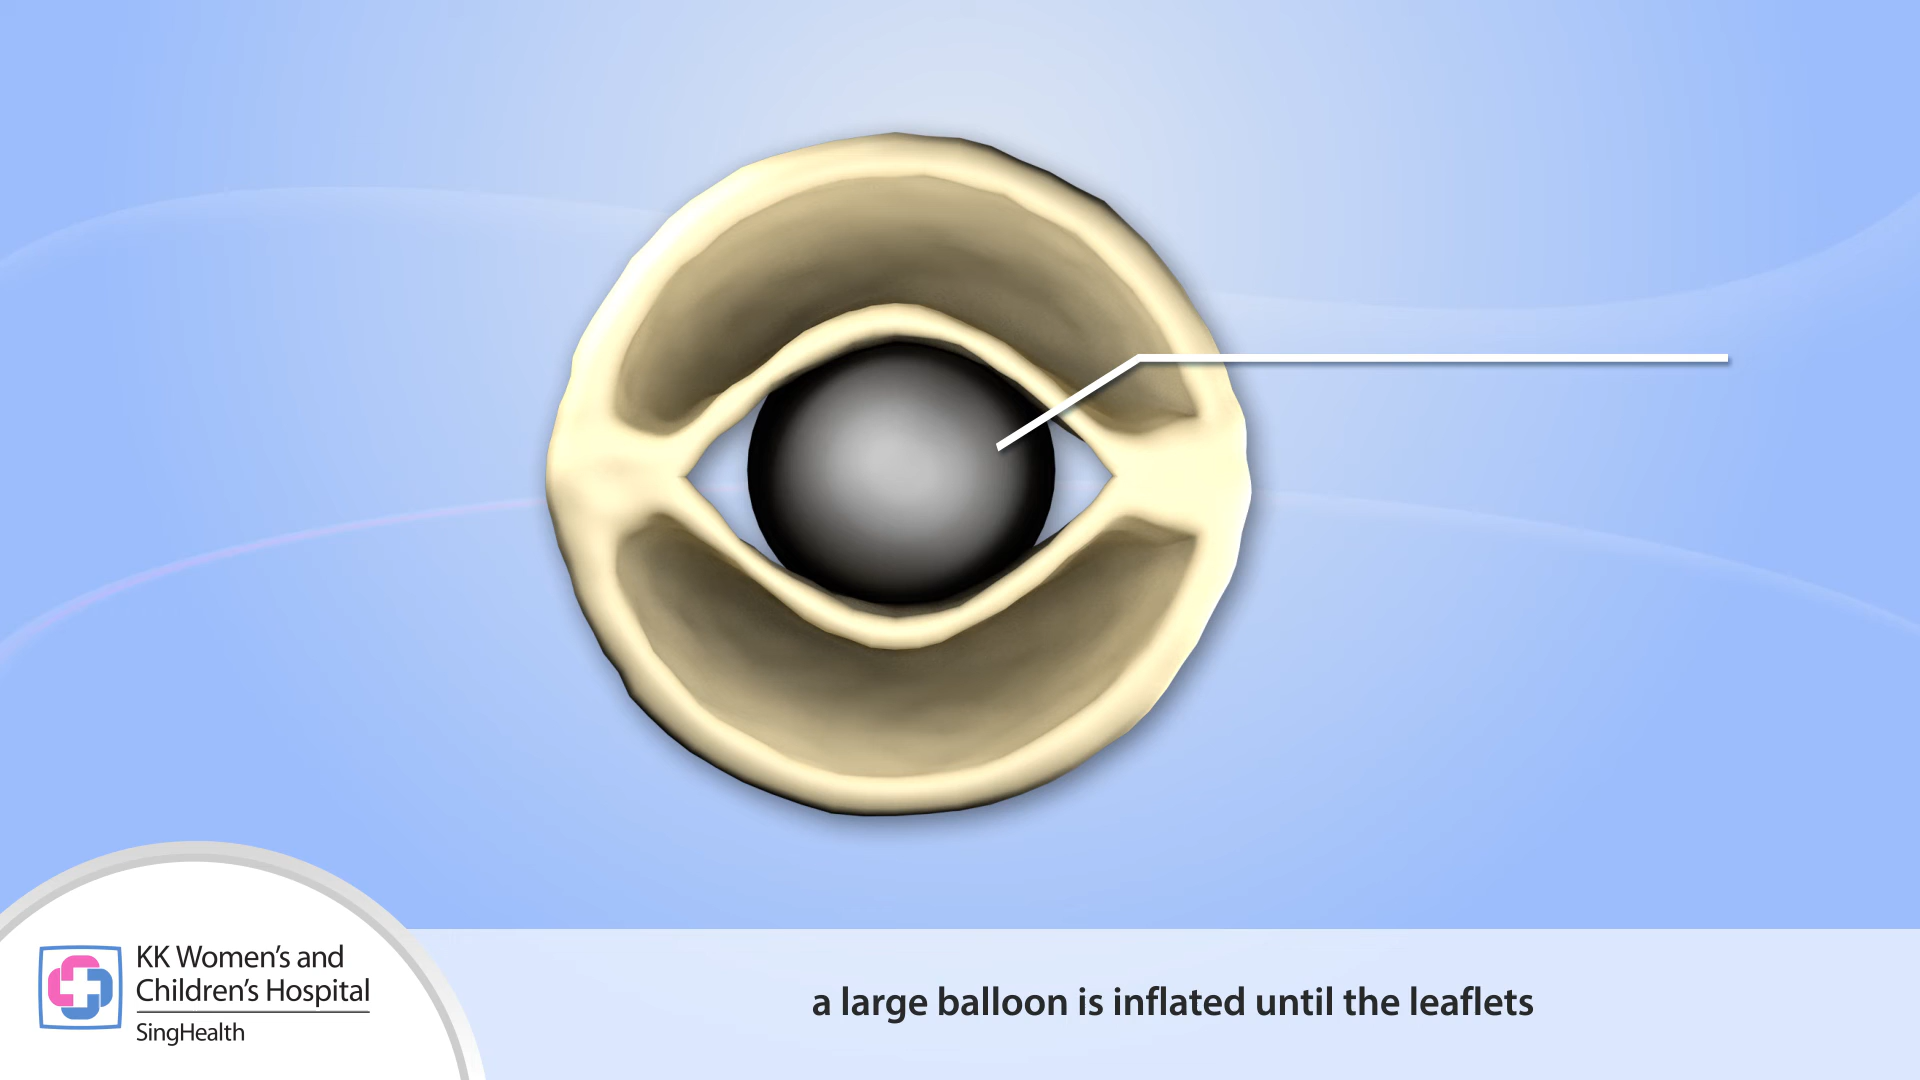 KK Women's and
Children's Hospital
SingHealth
a large balloon is inflated until the leaflets